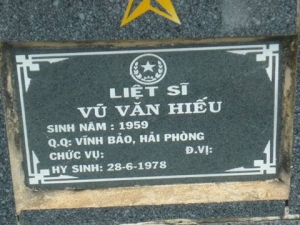 LIỆT SĨ
VŨ VĂN HIẾU
SINH NĂM : 1959
Q.Q: VĨNH BẢO, HẢI PHÒNG
CHỨC VỤ: Đ.VỊ:
HY SINH: 28-6-1978